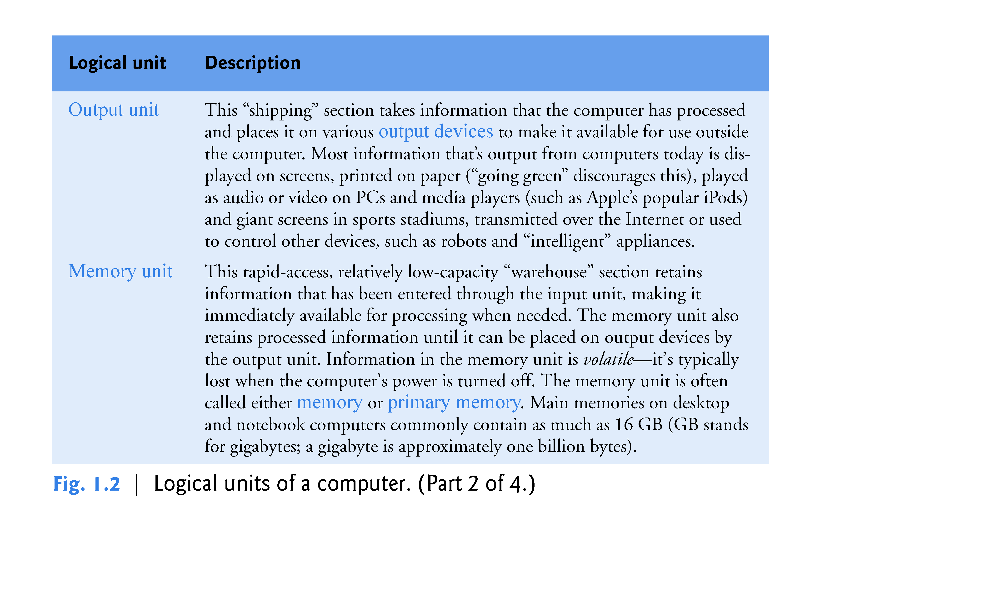 Logical unit Description
Output unit This “shipping” section takes information that the computer has processed
and places it on various output devices to make it available for use outside
the computer. Most information that’s output from computers today is dis-
played on screens, printed on paper (“going green” discourages this), played
as audio or video on PCs and media players (such as Apple’s popular iPods)
and giant screens in sports stadiums, transmitted over the Internet or used
to control other devices, such as robots and “intelligent” appliances.
Memory unit This rapid-access, relatively low-capacity “warehouse” section retains
information that has been entered through the input unit, making it
immediately available for processing when needed. The memory unit also
retains processed information until it can be placed on output devices by
the output unit. Information in the memory unit is volatile—it’s typically
lost when the computer’s power is turned off. The memory unit is often
called either memory or primary memory. Main memories on desktop
and notebook computers commonly contain as much as 16 GB (GB stands
for gigabytes; a gigabyte is approximately one billion bytes).
Fig. 1.2 | Logical units of a computer. (Part 2 of 4.)